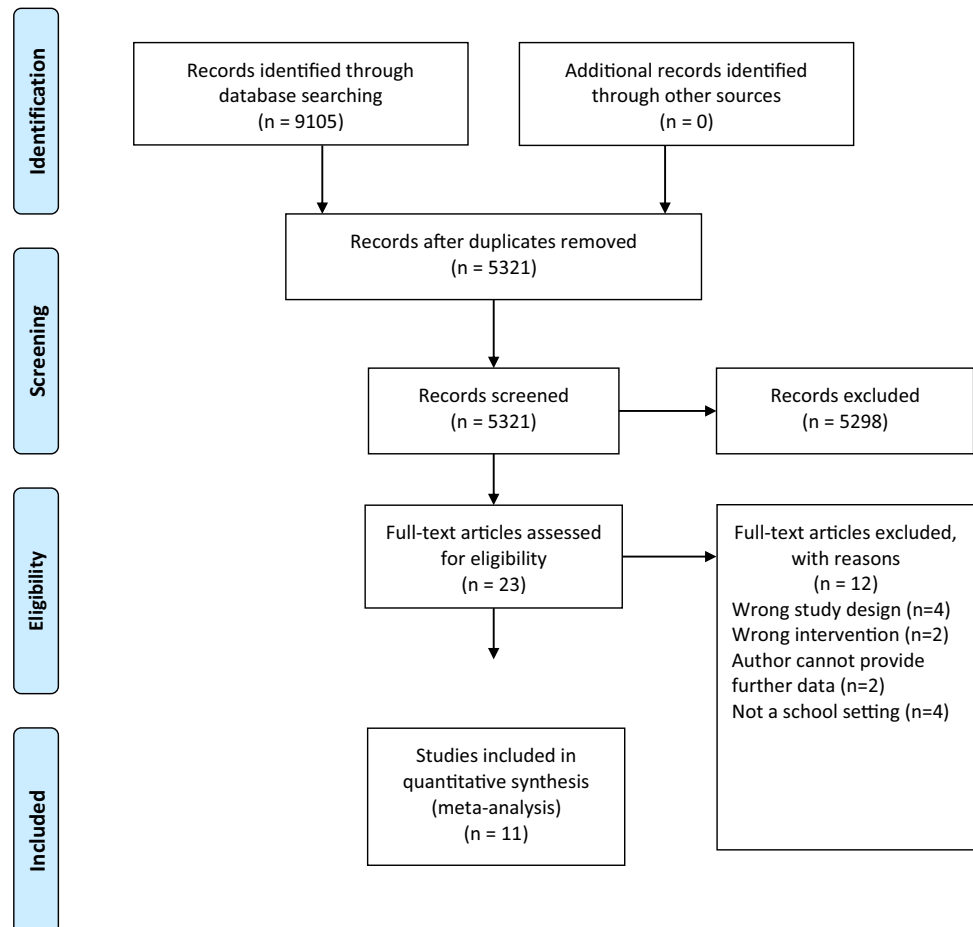 Identification
Records identified through
database searching
(n = 9105)
Additional records identified
through other sources
(n = 0)
Records after duplicates removed
(n = 5321)
Screening
Records screened
(n = 5321)
Records excluded
(n = 5298)
Eligibility
Full-text articles assessed
for eligibility
(n = 23)
Full-text articles excluded,
with reasons
(n = 12)
Wrong study design (n=4)
Wrong intervention (n=2)
Author cannot provide
further data (n=2)
Not a school setting (n=4)
Included
Studies included in
quantitative synthesis
(meta-analysis)
(n = 11)